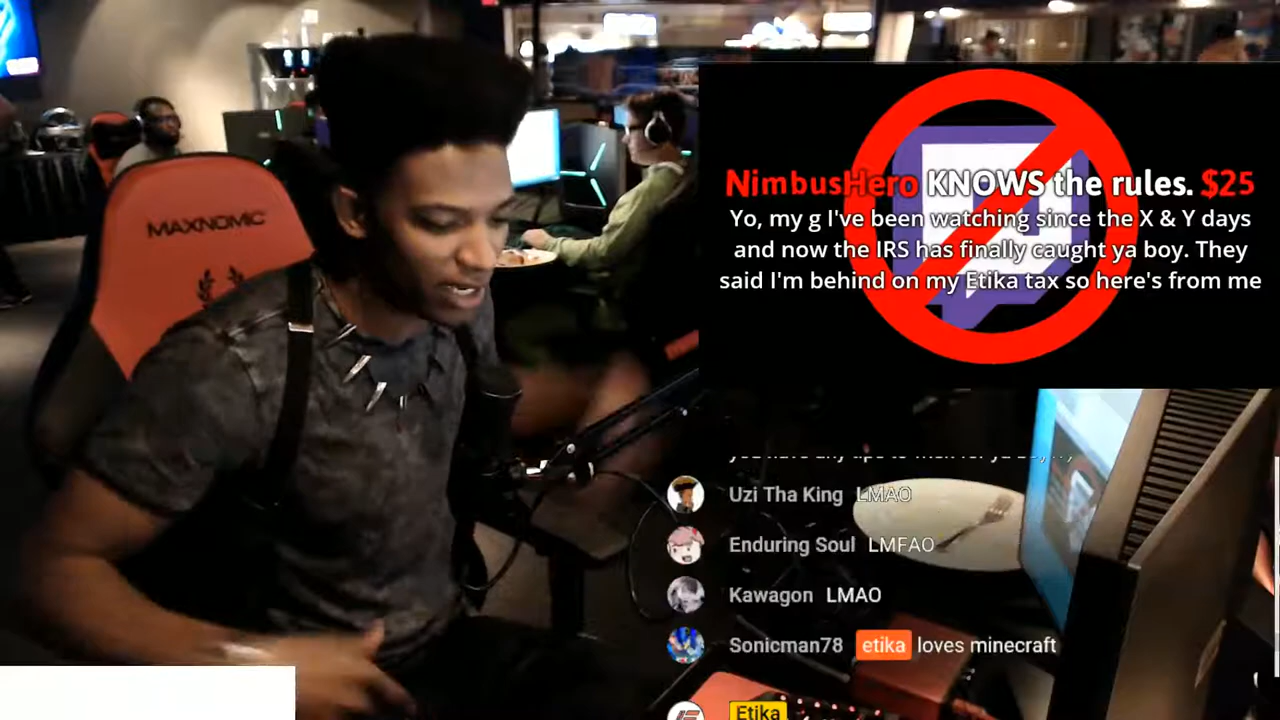 MAXNOMIC
NimbusHero KNOWS the rules. $25
Yo, my g I've been watching since the X & Y days
and now the IRS has finally caught ya boy. They
said I'm behind on my Etika tax so here's from me
Uzi Tha King LMAO
Enduring Soul LMFAO
Kawagon LMAO
Sonicman78 etika loves minecraft
Etika